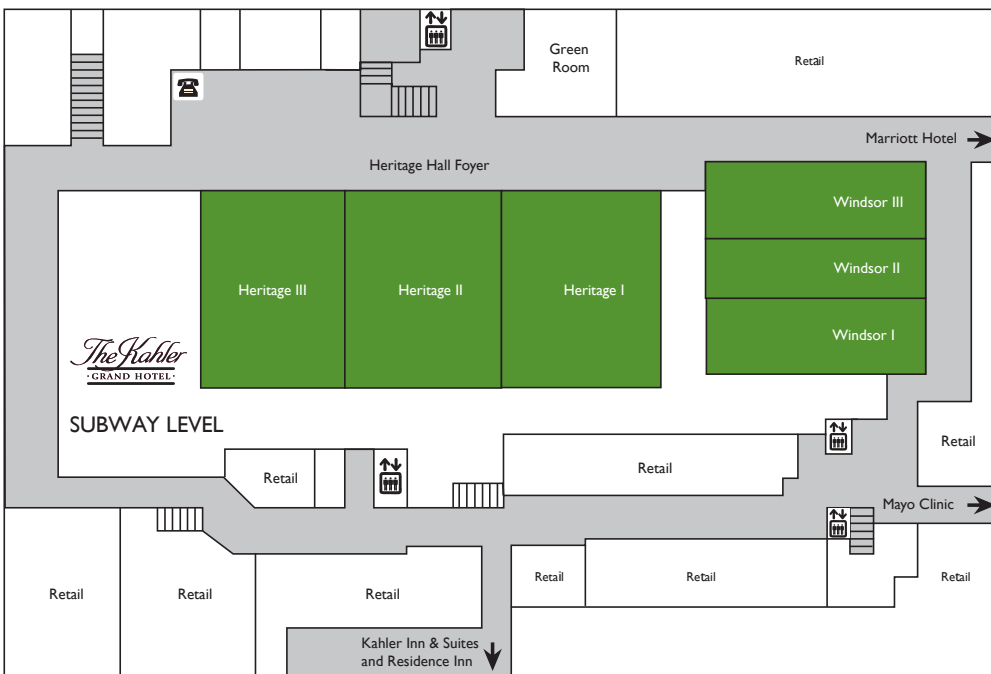 Green
Room
Retail
Marriott Hotel
Heritage Hall Foyer
Windsor III
Heritage III
Heritage II
Heritage I
Windsor II
Windsor I
The Kahler
·GRAND HOTEL·
SUBWAY LEVEL
Retail
Retail
Retail
Mayo Clinic
Retail
Retail
Retail
Retail
Retail
Retail
Kahler Inn & Suites
and Residence Inn